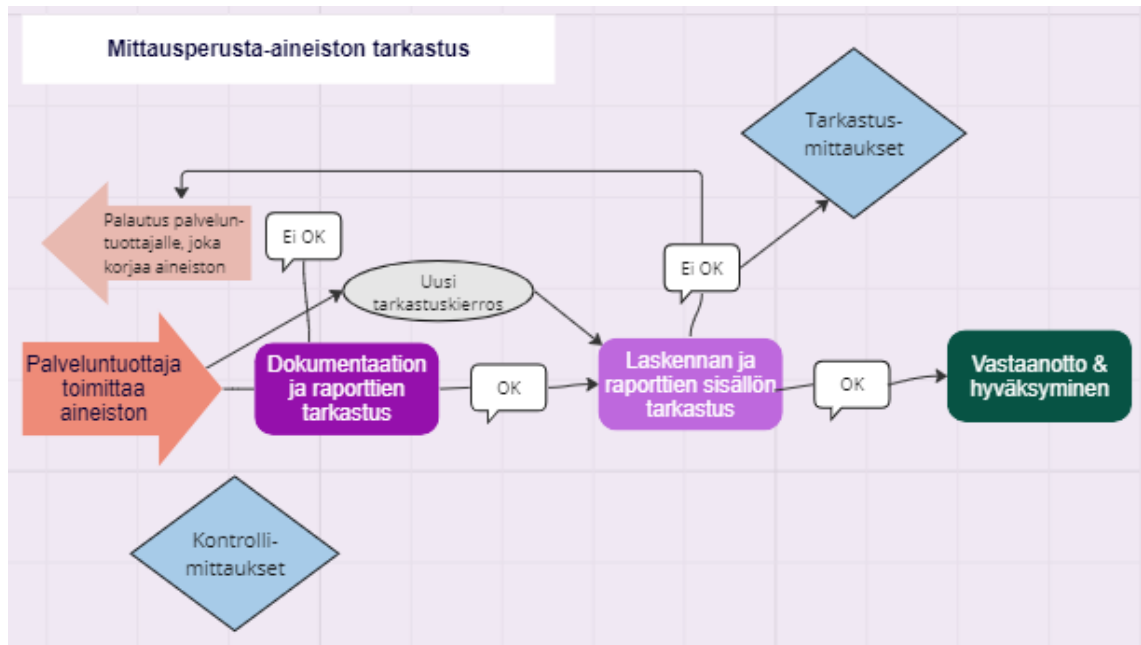 Mittausperusta-aineiston tarkastus
Tarkastus-
mittaukset
Palautus palvelun-
tuottajalle, joka
korjaa aineiston
Ei OK
Uusi
tarkastuskierros
Ei OK
Palveluntuottaja
toimittaa
aineiston
Dokumentaation
ja raporttien
tarkastus
OK
Laskennan ja
raporttien sisällön
tarkastus
OK
Vastaanotto &
hyväksyminen
Kontrolli-
mittaukset